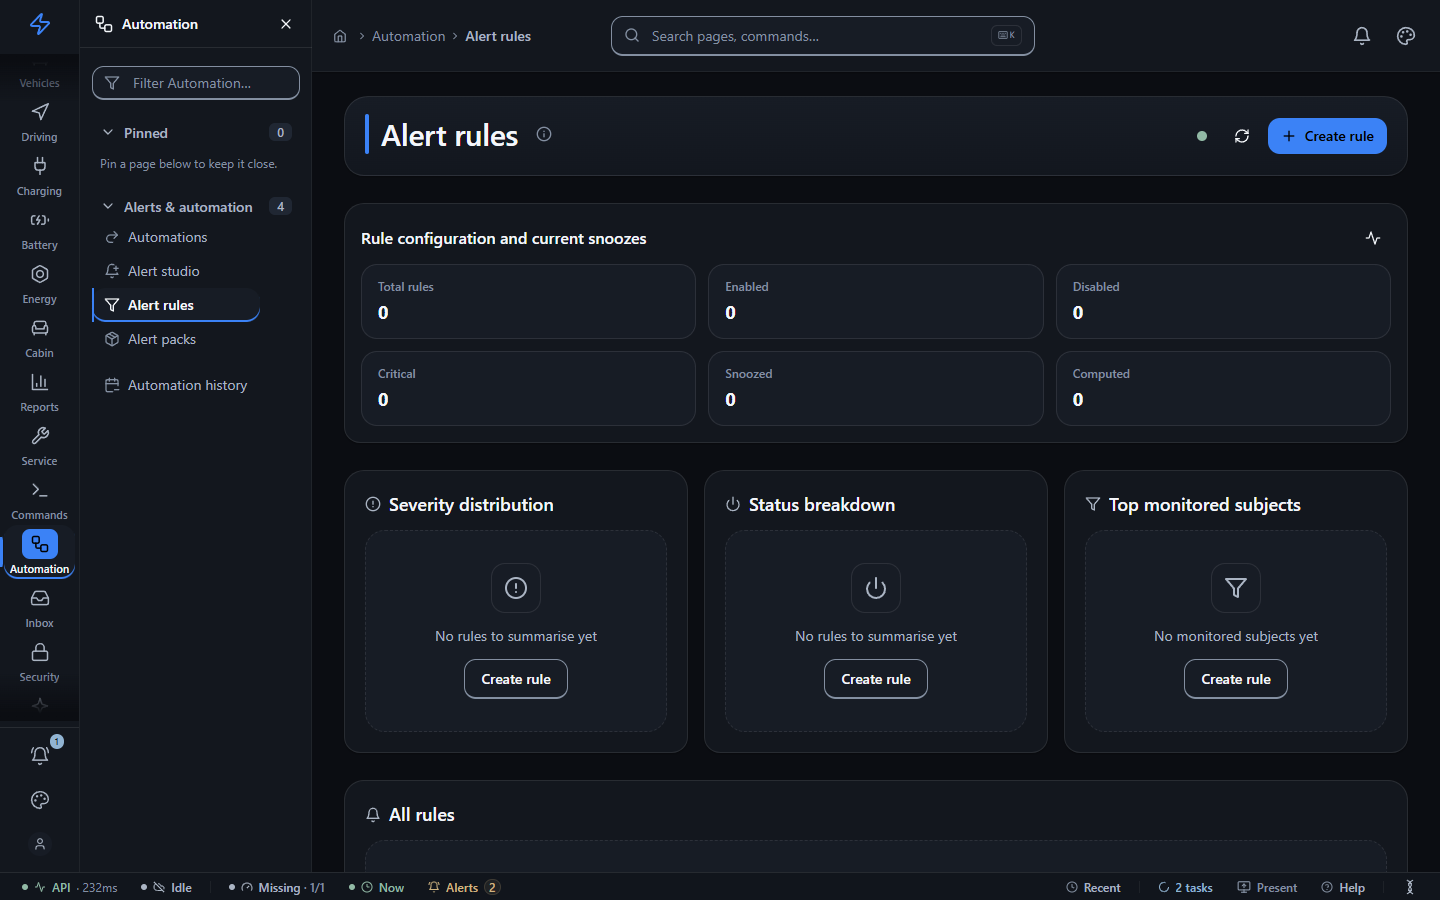 Vehicles
Driving
Charging
Battery
Energy
Cabin
Reports
Service
Commands
Automation
Inbox
Security
1
Automation
Filter Automation...
Pinned 0
Pin a page below to keep it close.
Alerts & automation 4
Automations
Alert studio
Alert rules
Alert packs
Automation history
Automation > Alert rules
Search pages, commands... K
Alert rules
Create rule
Rule configuration and current snoozes
Total rules
0
Enabled
0
Disabled
0
Critical
0
Snoozed
0
Computed
0
Severity distribution
No rules to summarise yet
Create rule
Status breakdown
No rules to summarise yet
Create rule
Top monitored subjects
No monitored subjects yet
Create rule
All rules
API · 232ms Idle Missing · 1/1 Now Alerts 2 Recent 2 tasks Present Help